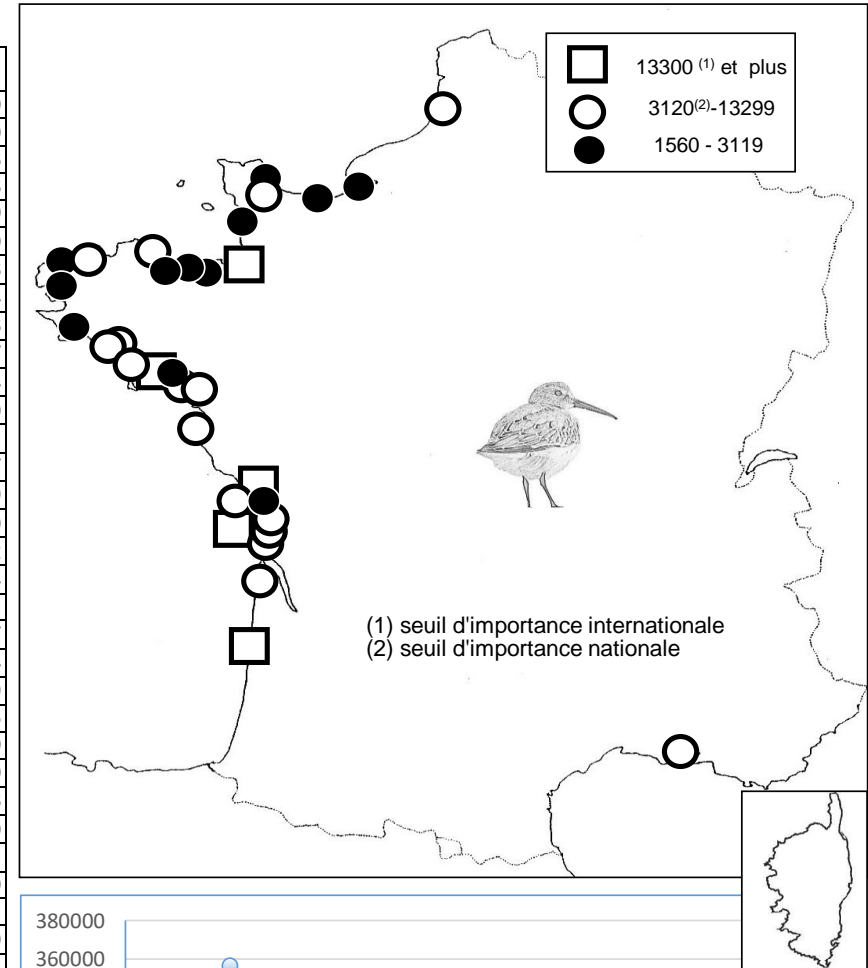 13300 (1) et plus
3120(2)-13299
1560 - 3119
(1) seuil d'importance internationale
(2) seuil d'importance nationale
380000
360000